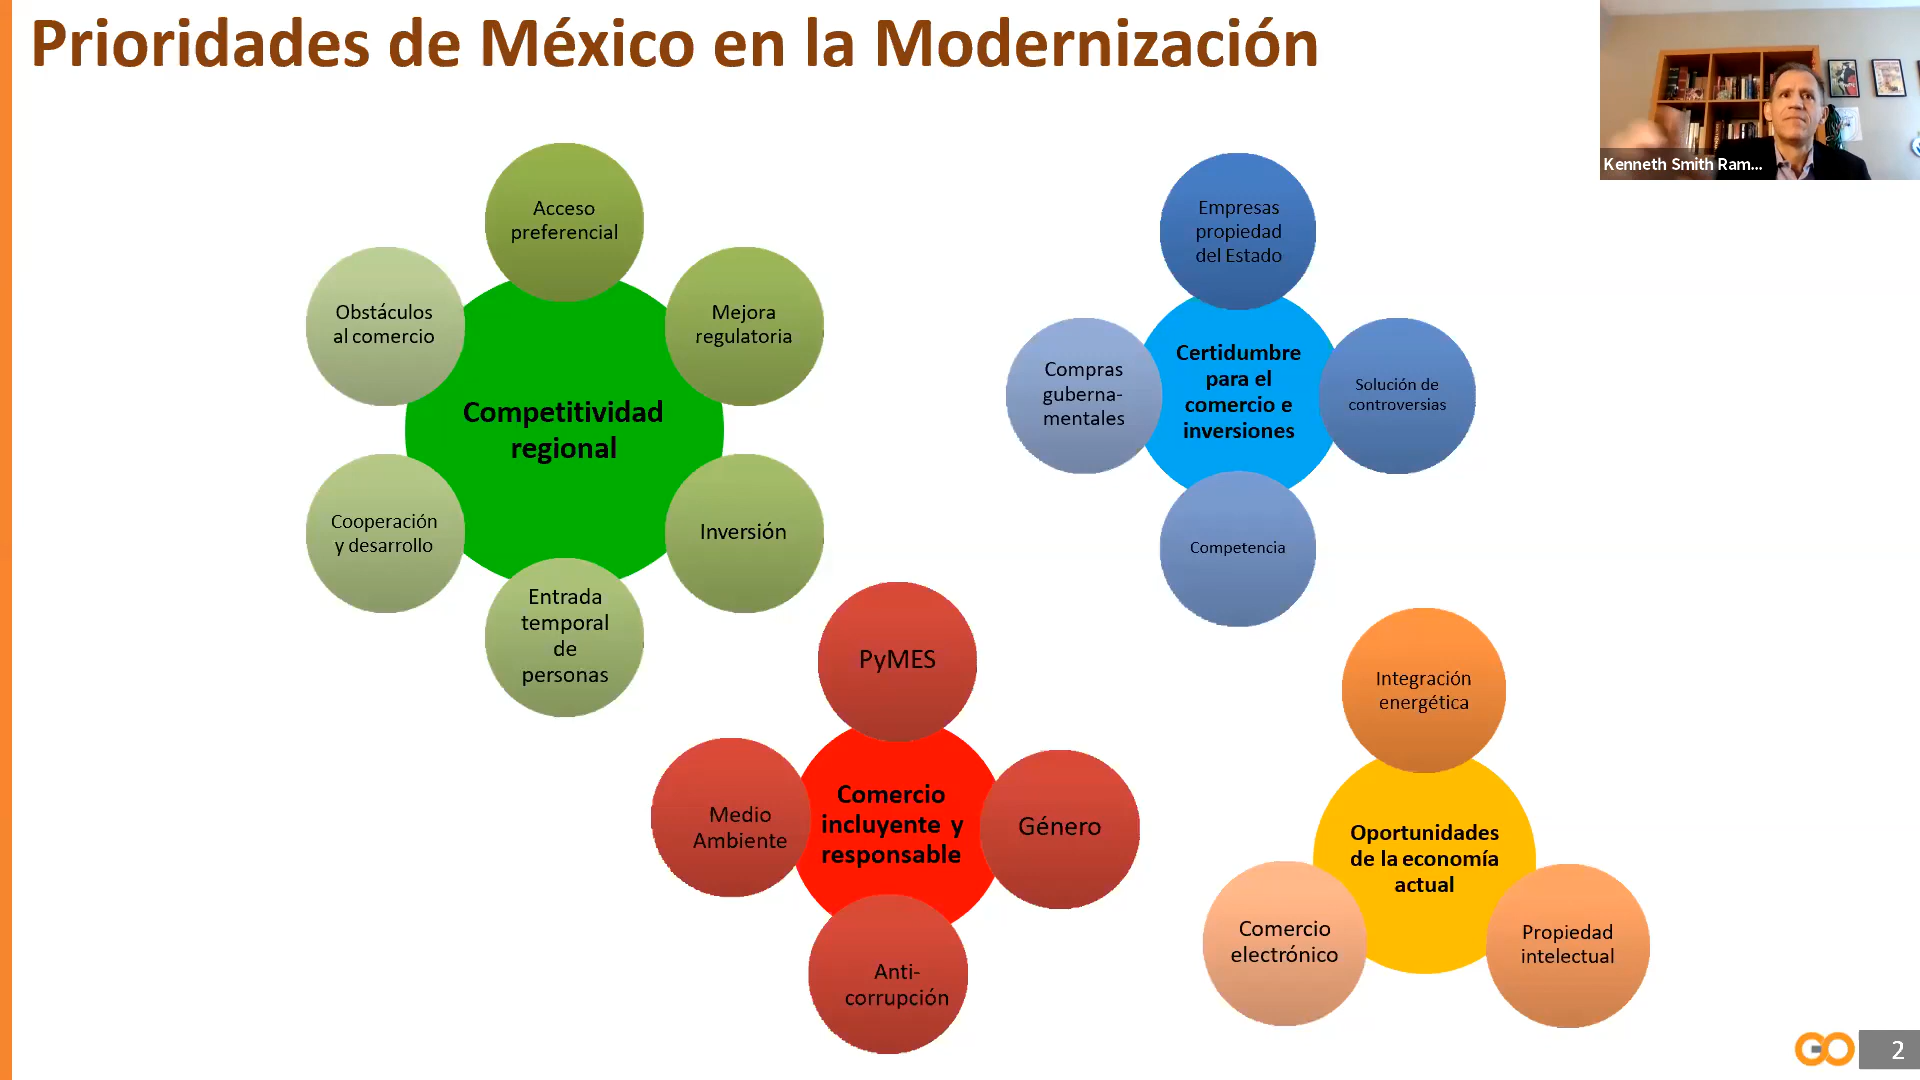 Prioridades de México en la Modernización
Kenneth Smith Ram...
Acceso
preferencial
Obstáculos
al comercio
Mejora
regulatoria
Competitividad
regional
Cooperación
y desarrollo
Inversión
Entrada
temporal
de
personas
Empresas
propiedad
del Estado
Compras
guberna-
mentales
Certidumbre
para el
comercio e
inversiones
Solución de
controversias
Competencia
PyMES
Medio
Ambiente
Comercio
incluyente y
responsable
Género
Anti-
corrupción
Integración
energética
Oportunidades
de la economía
actual
Comercio
electrónico
Propiedad
intelectual
GO
2